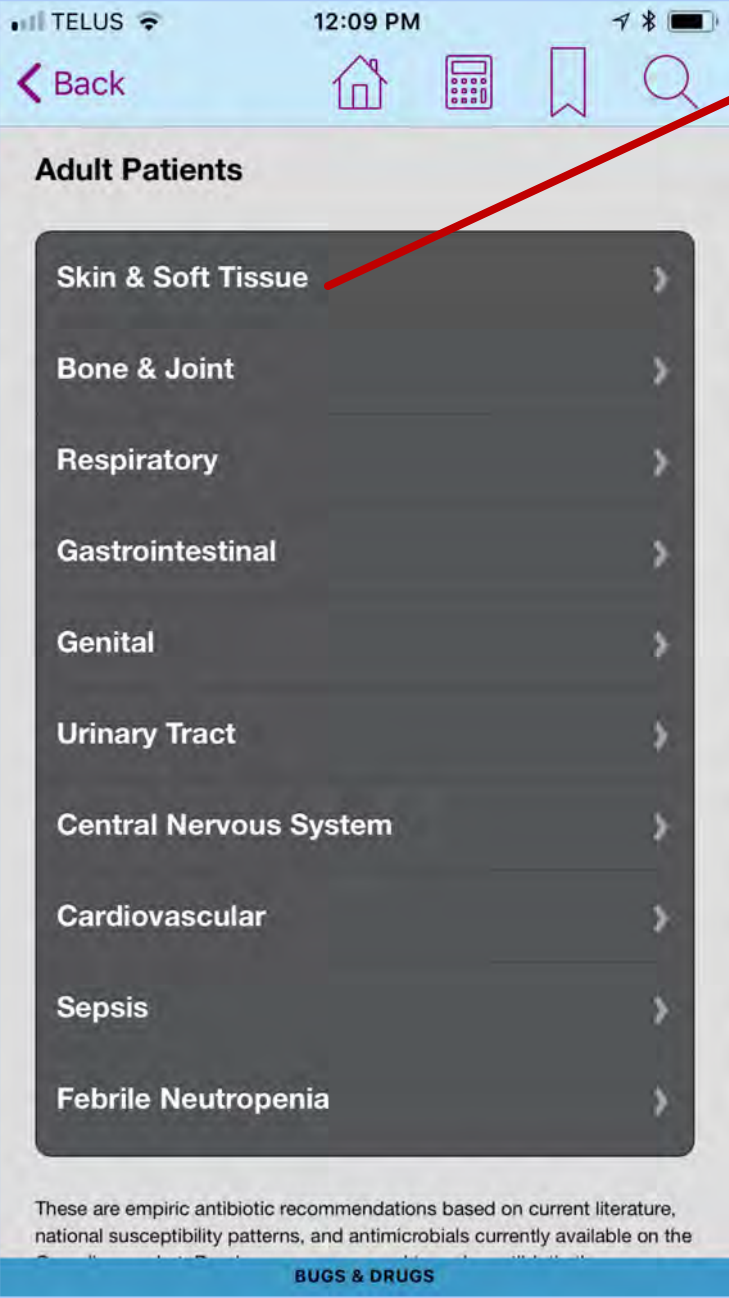 TELUS 12:09 PM
Back
Adult Patients
Skin & Soft Tissue
Bone & Joint
Respiratory
Gastrointestinal
Genital
Urinary Tract
Central Nervous System
Cardiovascular
Sepsis
Febrile Neutropenia
These are empiric antibiotic recommendations based on current literature,
national susceptibility patterns, and antimicrobials currently available on the
BUGS & DRUGS